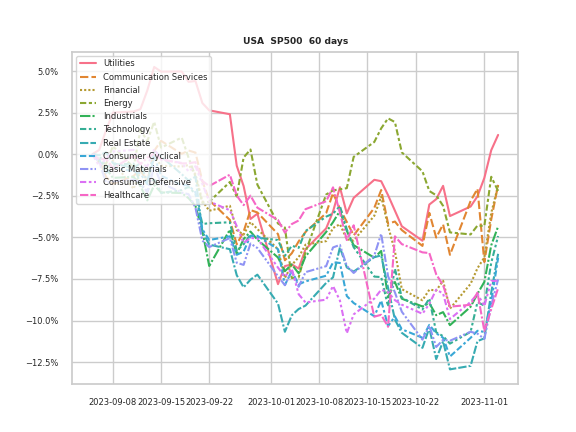 USA SP500 60 days
5.0%
2.5%
0.0%
−2.5%
−5.0%
−7.5%
−10.0%
−12.5%
Utilities
Communication Services
Financial
Energy
Industrials
Technology
Real Estate
Consumer Cyclical
Basic Materials
Consumer Defensive
Healthcare
2023-09-08 2023-09-15 2023-09-22 2023-10-01 2023-10-08 2023-10-15 2023-10-22 2023-11-01